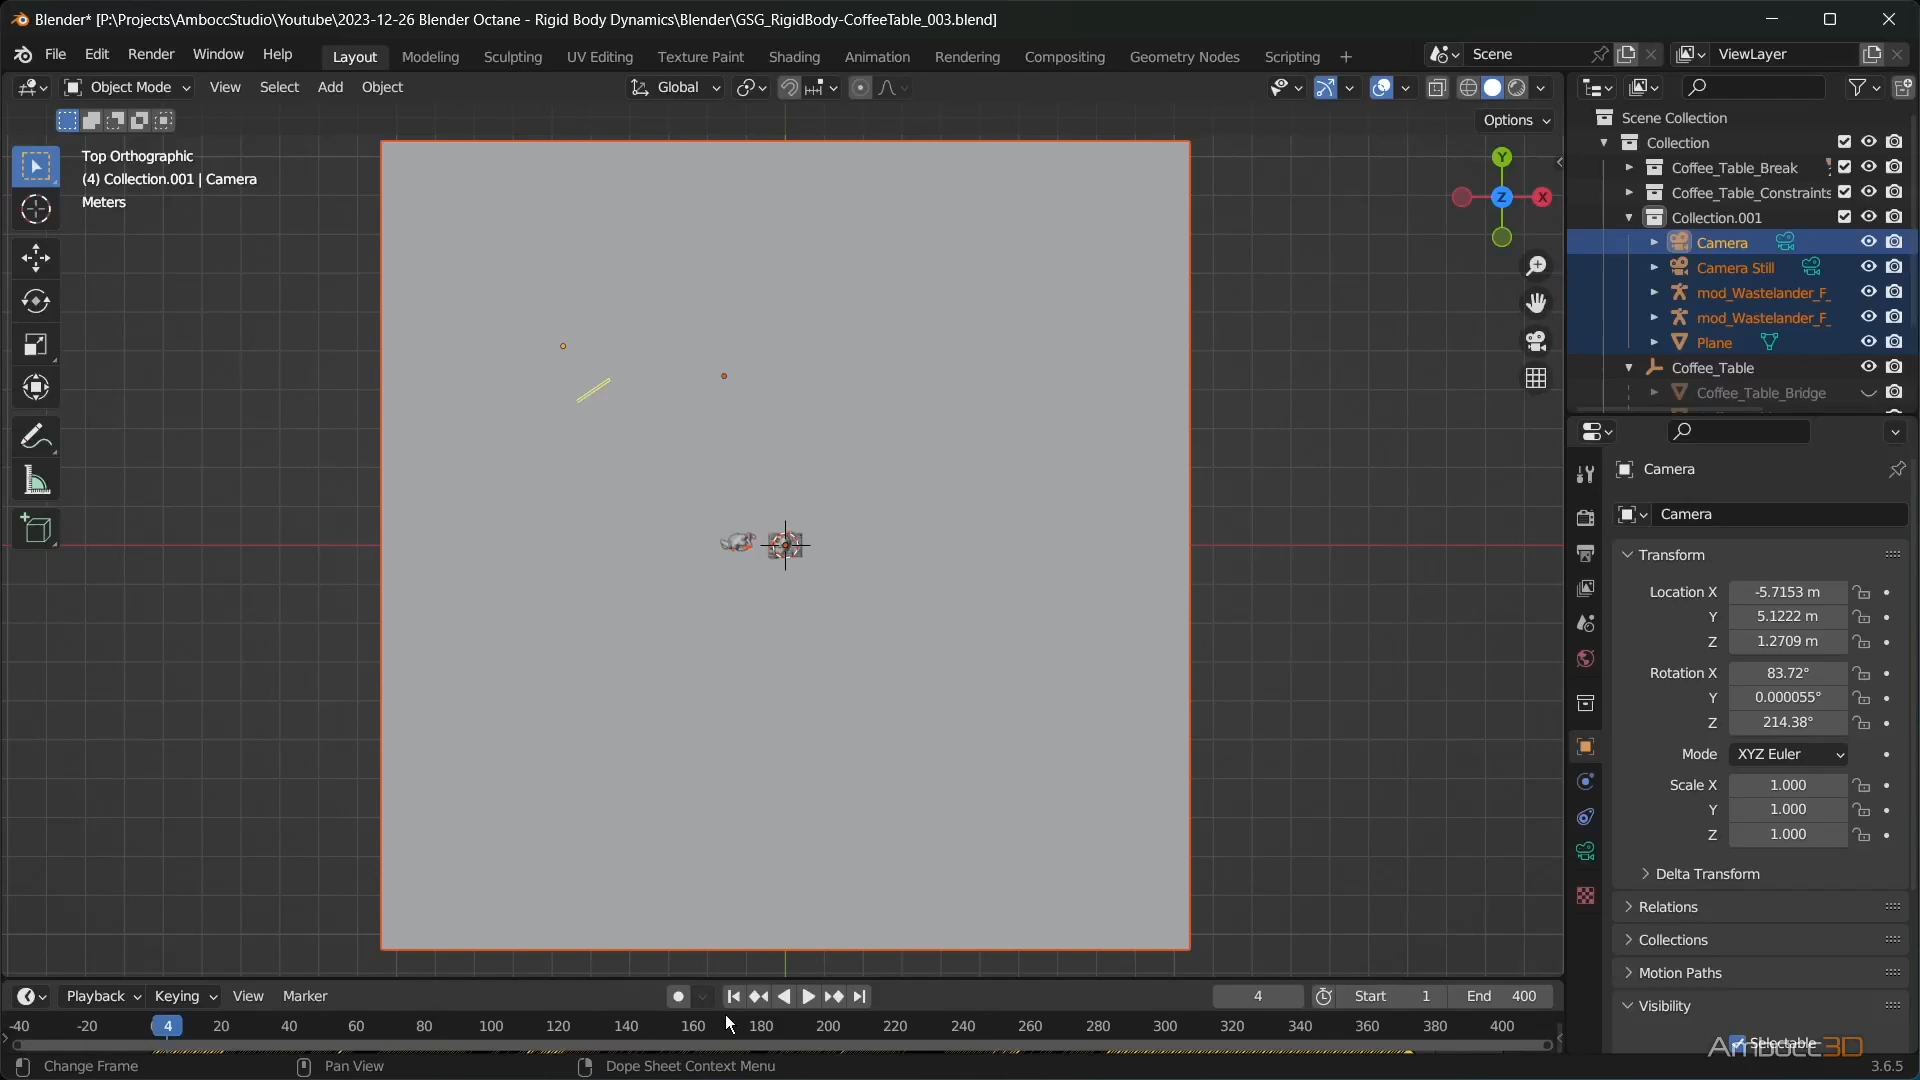 Blender* [P:\Projects\AmboccStudio\Youtube\2023-12-26 Blender Octane - Rigid Body Dynamics\Blender\GSG_RigidBody-CoffeeTable_003.blend]
File Edit Render Window Help Layout Modeling Sculpting UV Editing Texture Paint Shading Animation Rendering Compositing Geometry Nodes Scripting + Scene ViewLayer
Object Mode View Select Add Object Global
Options
Top Orthographic
(4) Collection.001 | Camera
Meters
Y
Z X
Scene Collection
Collection
Coffee_Table_Break
Coffee_Table_Constraints
Collection.001
Camera
Camera Still
mod_Wastelander_F_
mod_Wastelander_F_
Plane
Coffee_Table
Coffee_Table_Bridge
Camera
Camera
Transform
Location X -5.7153 m
Y 5.1222 m
Z 1.2709 m
Rotation X 83.72°
Y 0.000055°
Z 214.38°
Mode XYZ Euler
Scale X 1.000
Y 1.000
Z 1.000
Delta Transform
Relations
Collections
Motion Paths
Visibility
Selectable
Ambocc3D
Playback Keying View Marker 4 Start 1 End 400
-40 -20 4 20 40 60 80 100 120 140 160 180 200 220 240 260 280 300 320 340 360 380 400
Change Frame Pan View Dope Sheet Context Menu 3.6.5